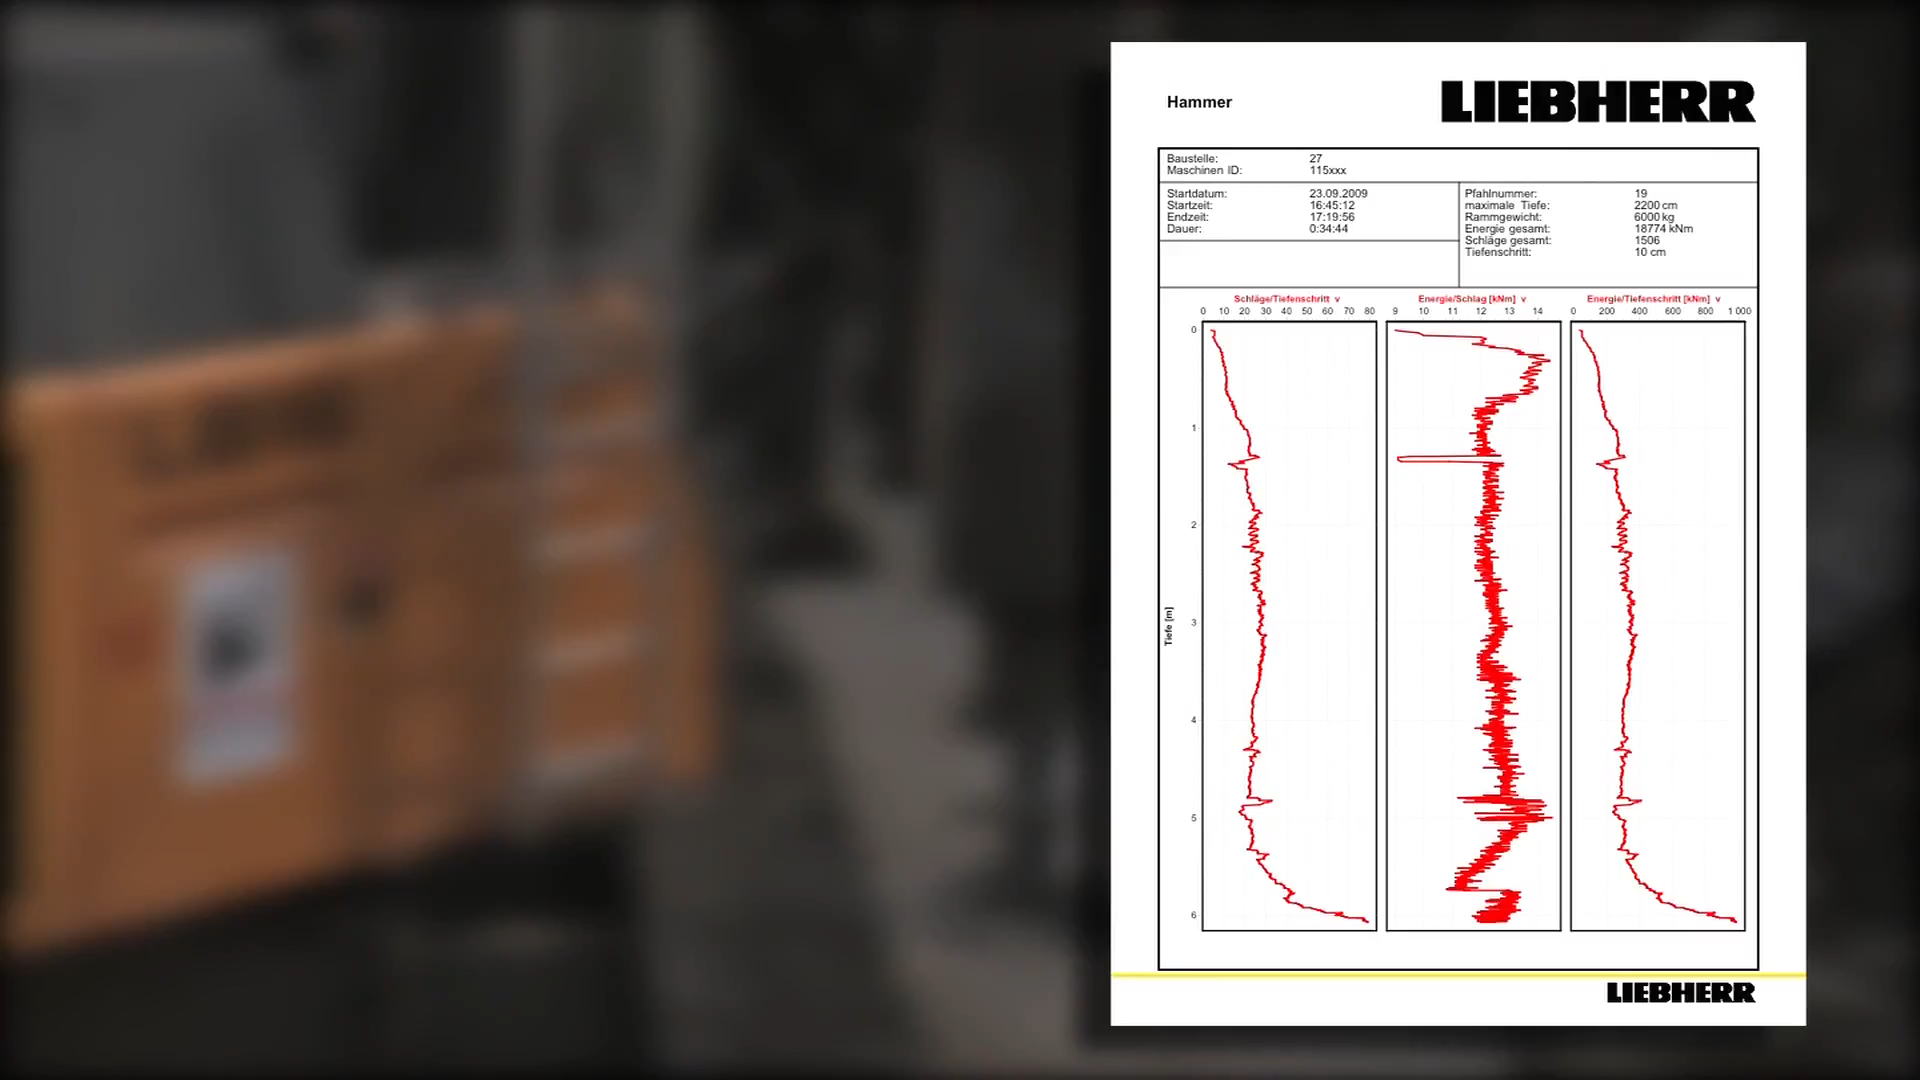 Hammer
LIEBHERR
Baustelle: 27
Maschinen ID: 115xxx
Startdatum: 23.09.2009
Startzeit: 16:45:12
Endzeit: 17:19:56
Dauer: 0:34:44
Pfahlnummer: 19
maximale Tiefe: 2200 cm
Rammgewicht: 6000 kg
Energie gesamt: 18774 kNm
Schläge gesamt: 1506
Tiefenschritt: 10 cm
Schläge/Tiefenschritt v
0 10 20 30 40 50 60 70 80
Energie/Schlag [kNm] v
9 10 11 12 13 14
Energie/Tiefenschritt [kNm] v
0 200 400 600 800 1 000
Tiefe [m]
0
1
2
3
4
5
6
LIEBHERR